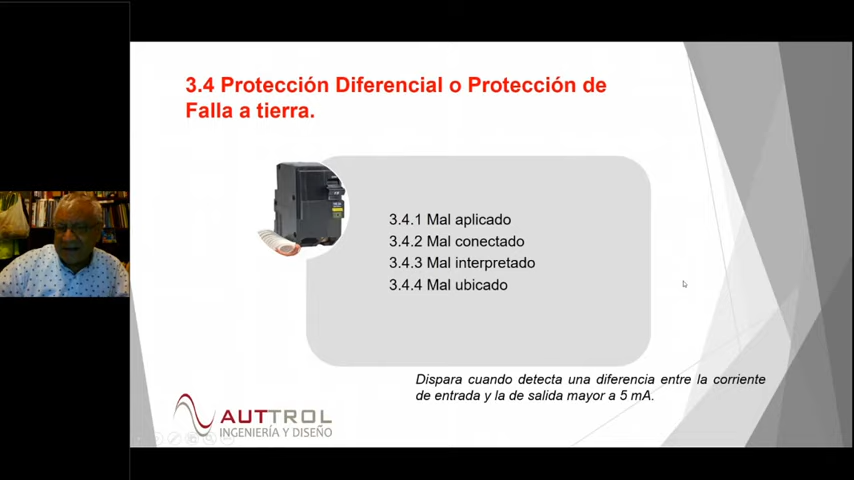 3.4 Protección Diferencial o Protección de
Falla a tierra.
3.4.1 Mal aplicado
3.4.2 Mal conectado
3.4.3 Mal interpretado
3.4.4 Mal ubicado
Dispara cuando detecta una diferencia entre la corriente
de entrada y la de salida mayor a 5 mA.
AUTTROL
INGENIERÍA Y DISEÑO